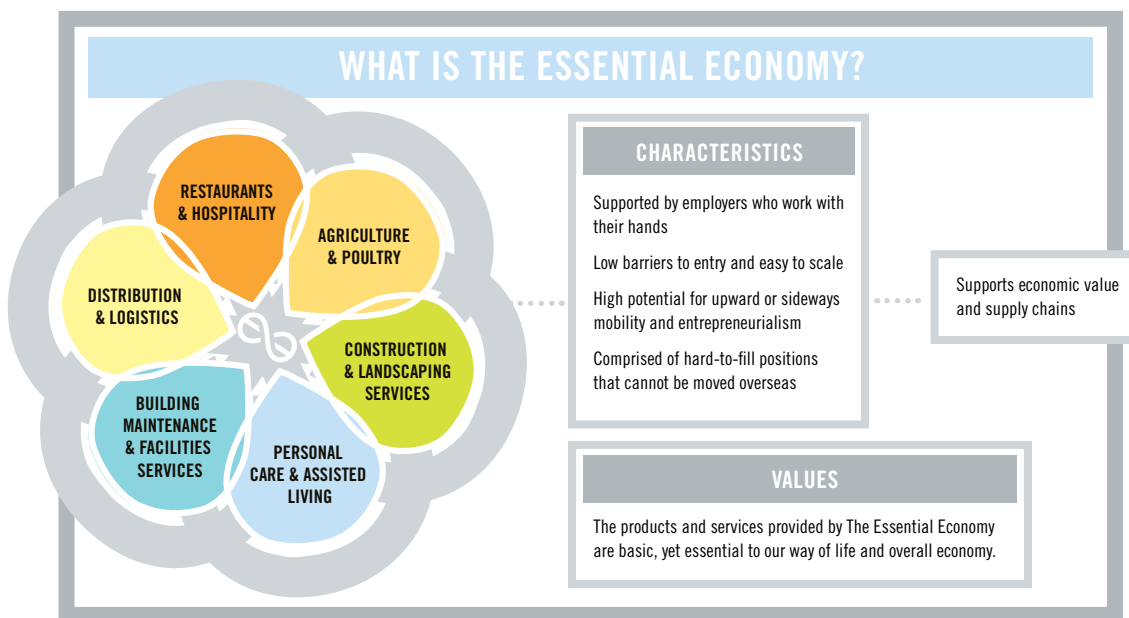 WHAT IS THE ESSENTIAL ECONOMY?
RESTAURANTS
& HOSPITALITY
AGRICULTURE
& POULTRY
DISTRIBUTION
& LOGISTICS
CONSTRUCTION
& LANDSCAPING
SERVICES
BUILDING
MAINTENANCE
& FACILITIES
SERVICES
PERSONAL
CARE & ASSISTED
LIVING
CHARACTERISTICS
Supported by employers who work with
their hands
Low barriers to entry and easy to scale
High potential for upward or sideways
mobility and entrepreneurialism
Comprised of hard-to-fill positions
that cannot be moved overseas
Supports economic value
and supply chains
VALUES
The products and services provided by The Essential Economy
are basic, yet essential to our way of life and overall economy.